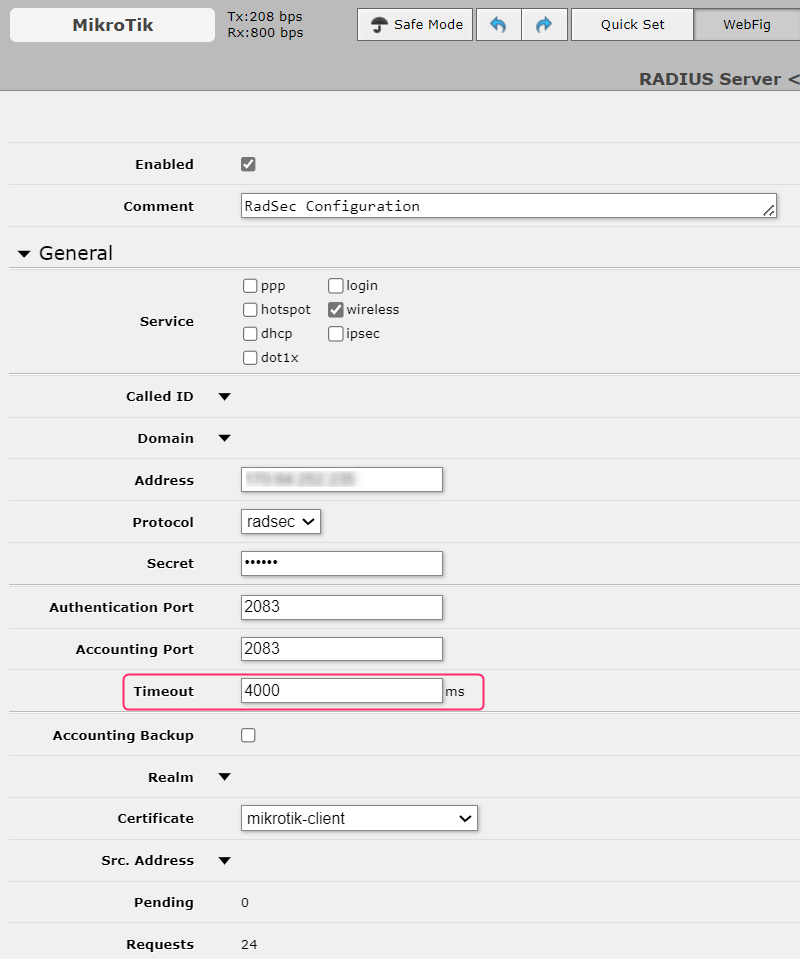 MikroTik
Tx:208 bps
Rx:800 bps
Safe Mode
Quick Set
WebFig
RADIUS Server <
Enabled
Comment RadSec Configuration
General
Service
ppp login
hotspot wireless
dhcp ipsec
dot1x
Called ID
Domain
Address
Protocol radsec
Secret ••••••
Authentication Port 2083
Accounting Port 2083
Timeout 4000 ms
Accounting Backup
Realm
Certificate mikrotik-client
Src. Address
Pending 0
Requests 24